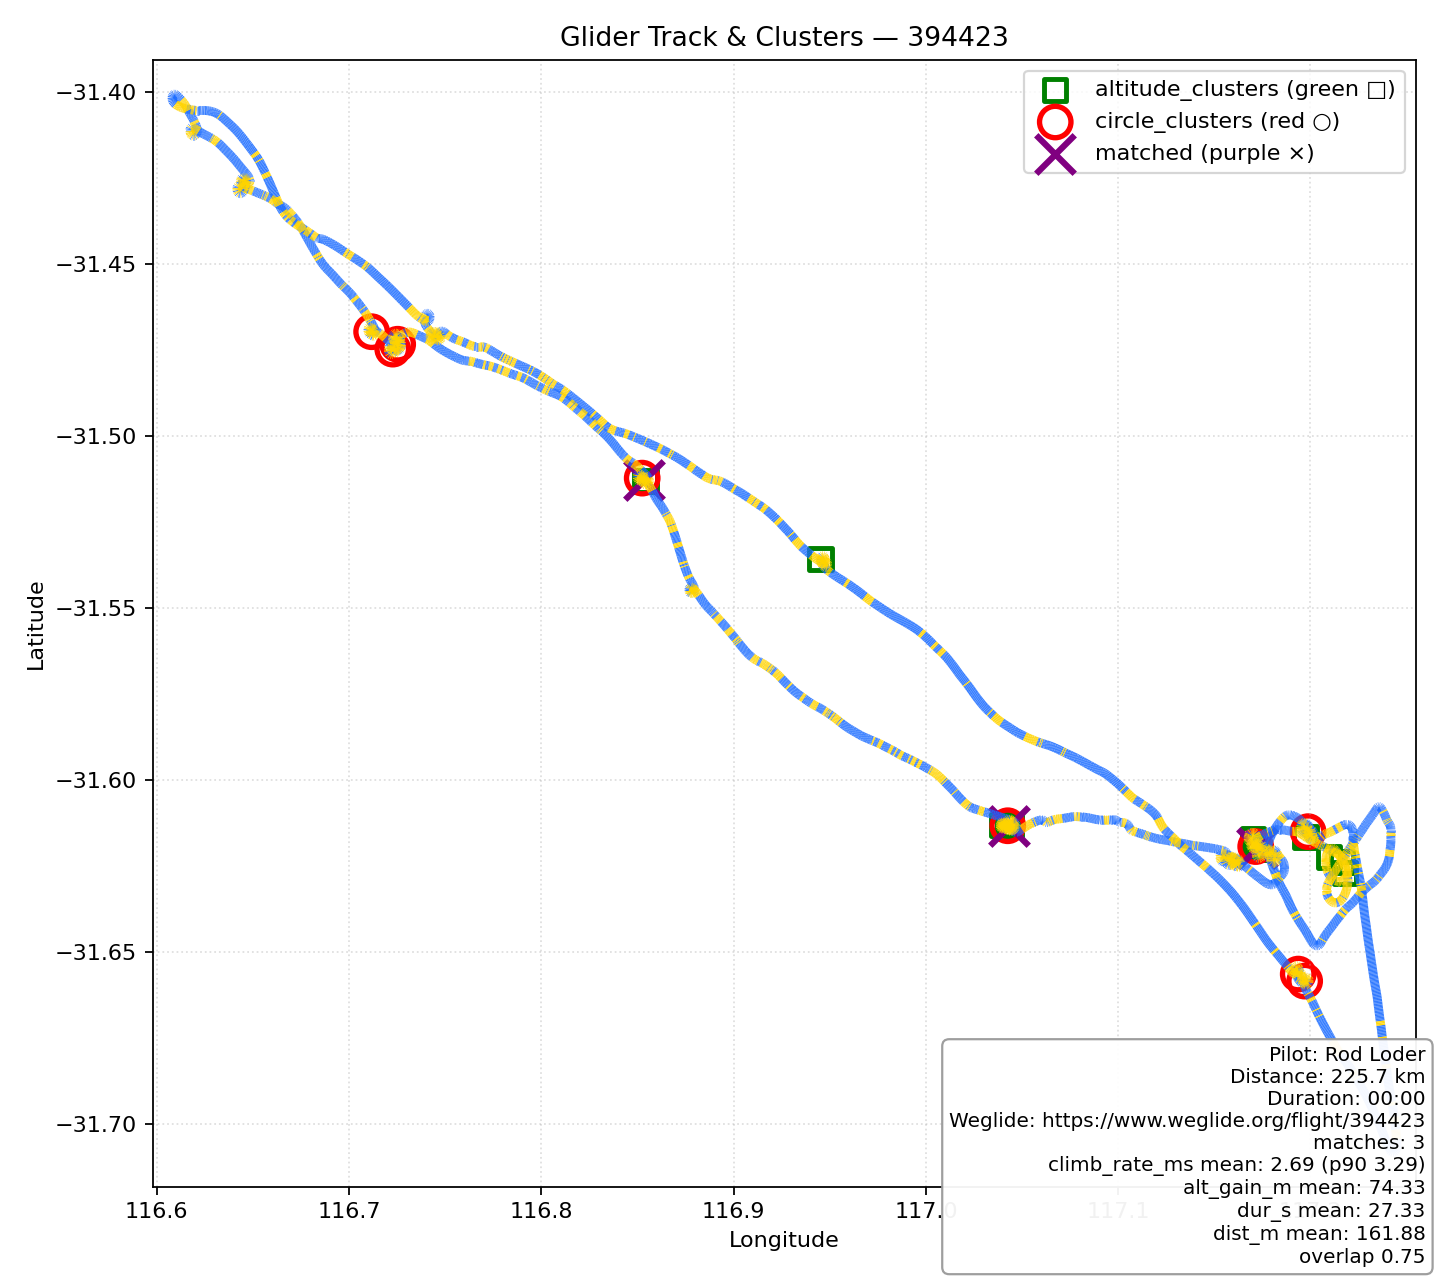 Glider Track & Clusters — 394423
altitude_clusters (green □)
circle_clusters (red ○)
matched (purple ×)
−31.40
−31.45
−31.50
−31.55
−31.60
−31.65
−31.70
Latitude
116.6 116.7 116.8 116.9 117.0 117.1
Longitude
Pilot: Rod Loder
Distance: 225.7 km
Duration: 00:00
Weglide: https://www.weglide.org/flight/394423
matches: 3
climb_rate_ms mean: 2.69 (p90 3.29)
alt_gain_m mean: 74.33
dur_s mean: 27.33
dist_m mean: 161.88
overlap 0.75